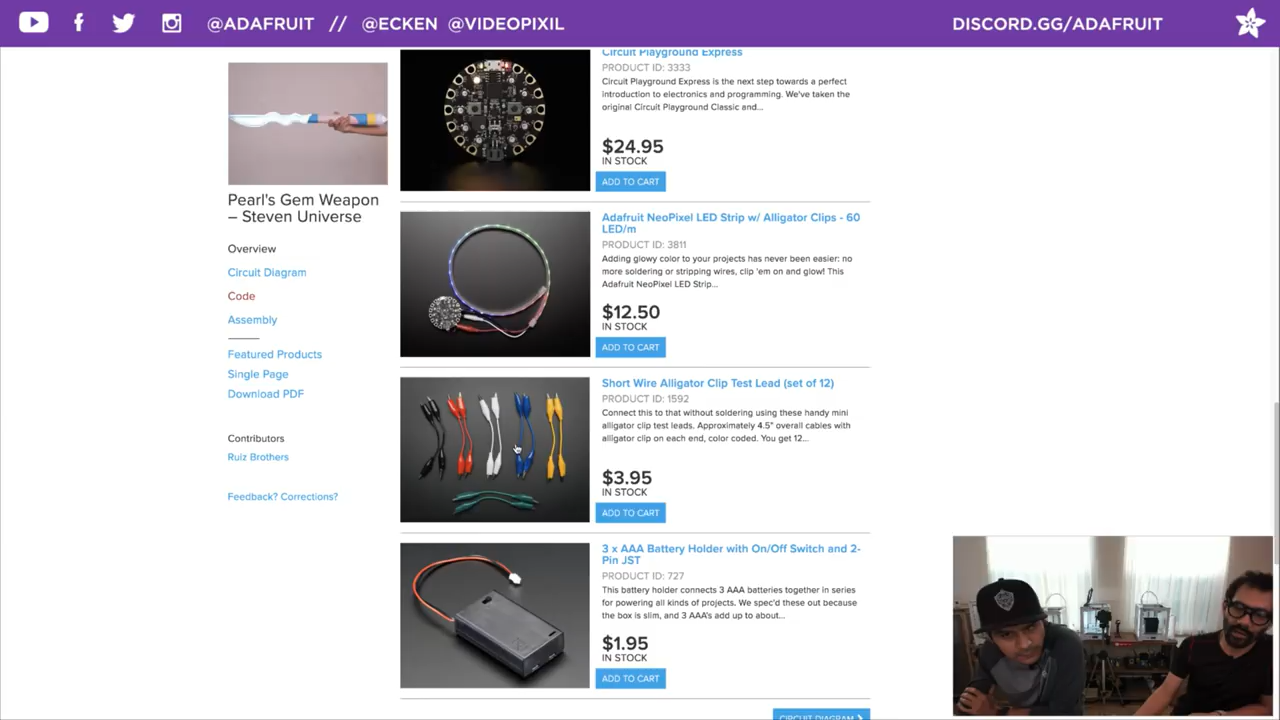 @ADAFRUIT // @ECKEN @VIDEOPIXIL
DISCORD.GG/ADAFRUIT
Pearl's Gem Weapon
– Steven Universe
Overview
Circuit Diagram
Code
Assembly
Featured Products
Single Page
Download PDF
Contributors
Ruiz Brothers
Feedback? Corrections?
Circuit Playground Express
PRODUCT ID: 3333
Circuit Playground Express is the next step towards a perfect
introduction to electronics and programming. We've taken the
original Circuit Playground Classic and...
$24.95
IN STOCK
ADD TO CART
Adafruit NeoPixel LED Strip w/ Alligator Clips - 60
LED/m
PRODUCT ID: 3811
Adding glowy color to your projects has never been easier: no
more soldering or stripping wires, clip 'em on and glow! This
Adafruit NeoPixel LED Strip...
$12.50
IN STOCK
ADD TO CART
Short Wire Alligator Clip Test Lead (set of 12)
PRODUCT ID: 1592
Connect this to that without soldering using these handy mini
alligator clip test leads. Approximately 4.5" overall cables with
alligator clip on each end, color coded. You get 12...
$3.95
IN STOCK
ADD TO CART
3 x AAA Battery Holder with On/Off Switch and 2-
Pin JST
PRODUCT ID: 727
This battery holder connects 3 AAA batteries together in series
for powering all kinds of projects. We spec'd these out because
the box is slim, and 3 AAA's add up to about...
$1.95
IN STOCK
ADD TO CART
CIRCUIT DIAGRAM